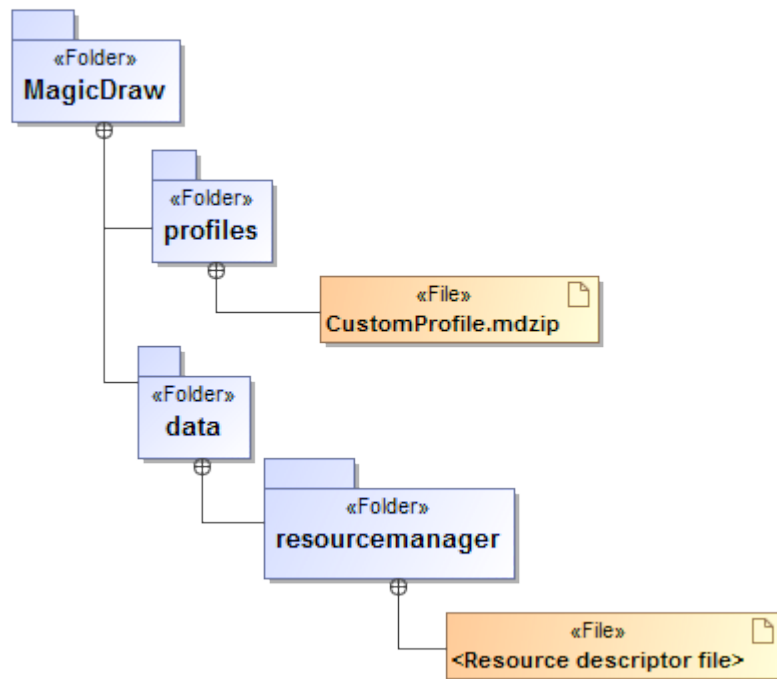 «Folder»
MagicDraw
«Folder»
profiles
«File»
CustomProfile.mdzip
«Folder»
data
«Folder»
resourcemanager
«File»
<Resource descriptor file>